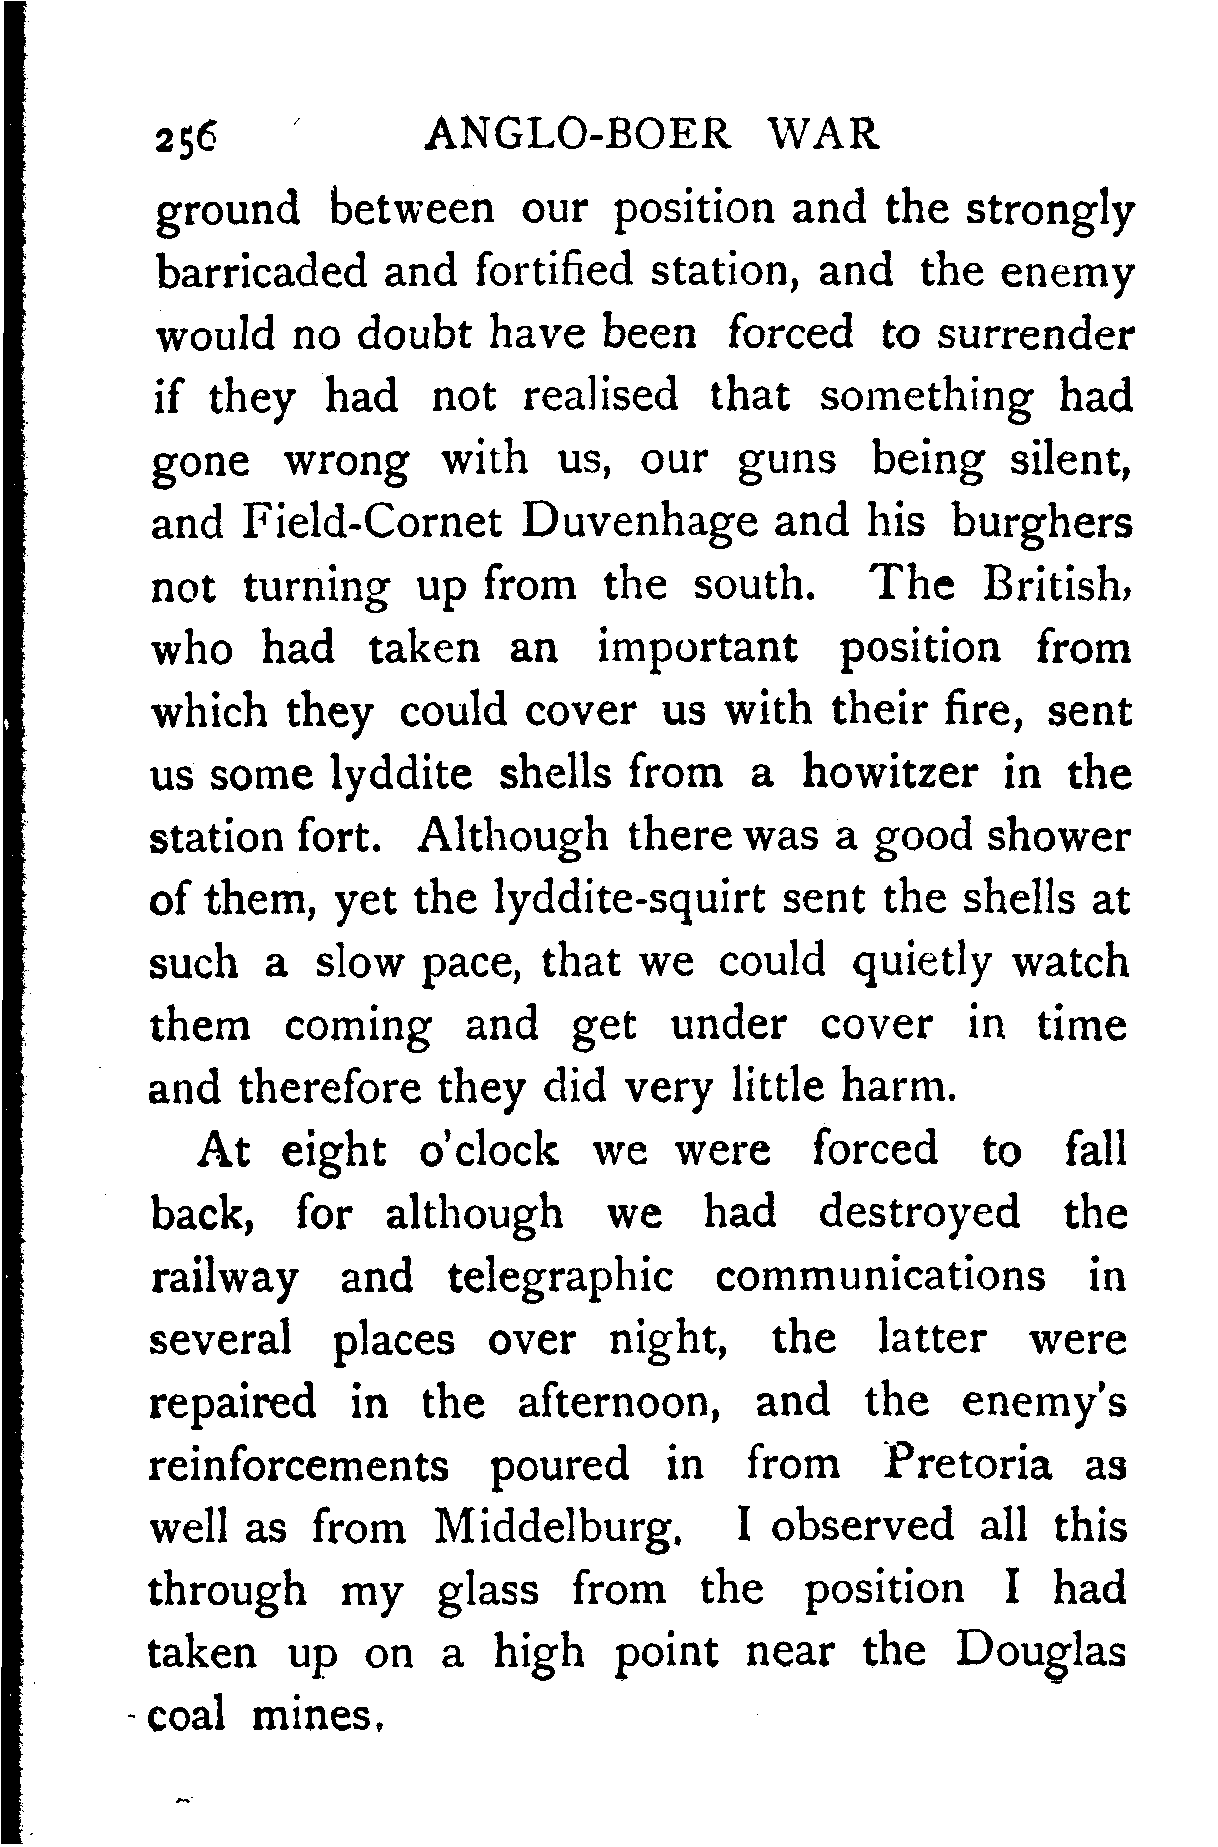 256 ANGLO-BOER WAR
ground between our position and the strongly
barricaded and fortified station, and the enemy
would no doubt have been forced to surrender
if they had not realised that something had
gone wrong with us, our guns being silent,
and Field-Cornet Duvenhage and his burghers
not turning up from the south. The British,
who had taken an important position from
which they could cover us with their fire, sent
us some lyddite shells from a howitzer in the
station fort. Although there was a good shower
of them, yet the lyddite-squirt sent the shells at
such a slow pace, that we could quietly watch
them coming and get under cover in time
and therefore they did very little harm.
At eight o'clock we were forced to fall
back, for although we had destroyed the
railway and telegraphic communications in
several places over night, the latter were
repaired in the afternoon, and the enemy's
reinforcements poured in from Pretoria as
well as from Middelburg. I observed all this
through my glass from the position I had
taken up on a high point near the Douglas
coal mines.